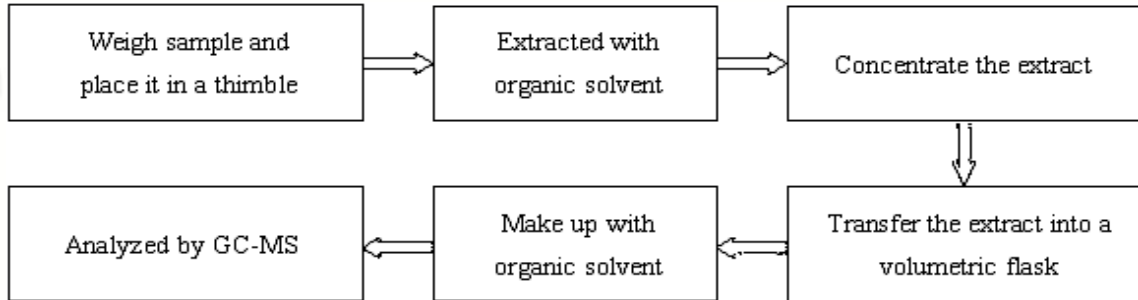 Weigh sample and
place it in a thimble
Extracted with
organic solvent
Concentrate the extract
Transfer the extract into a
volumetric flask
Make up with
organic solvent
Analyzed by GC-MS